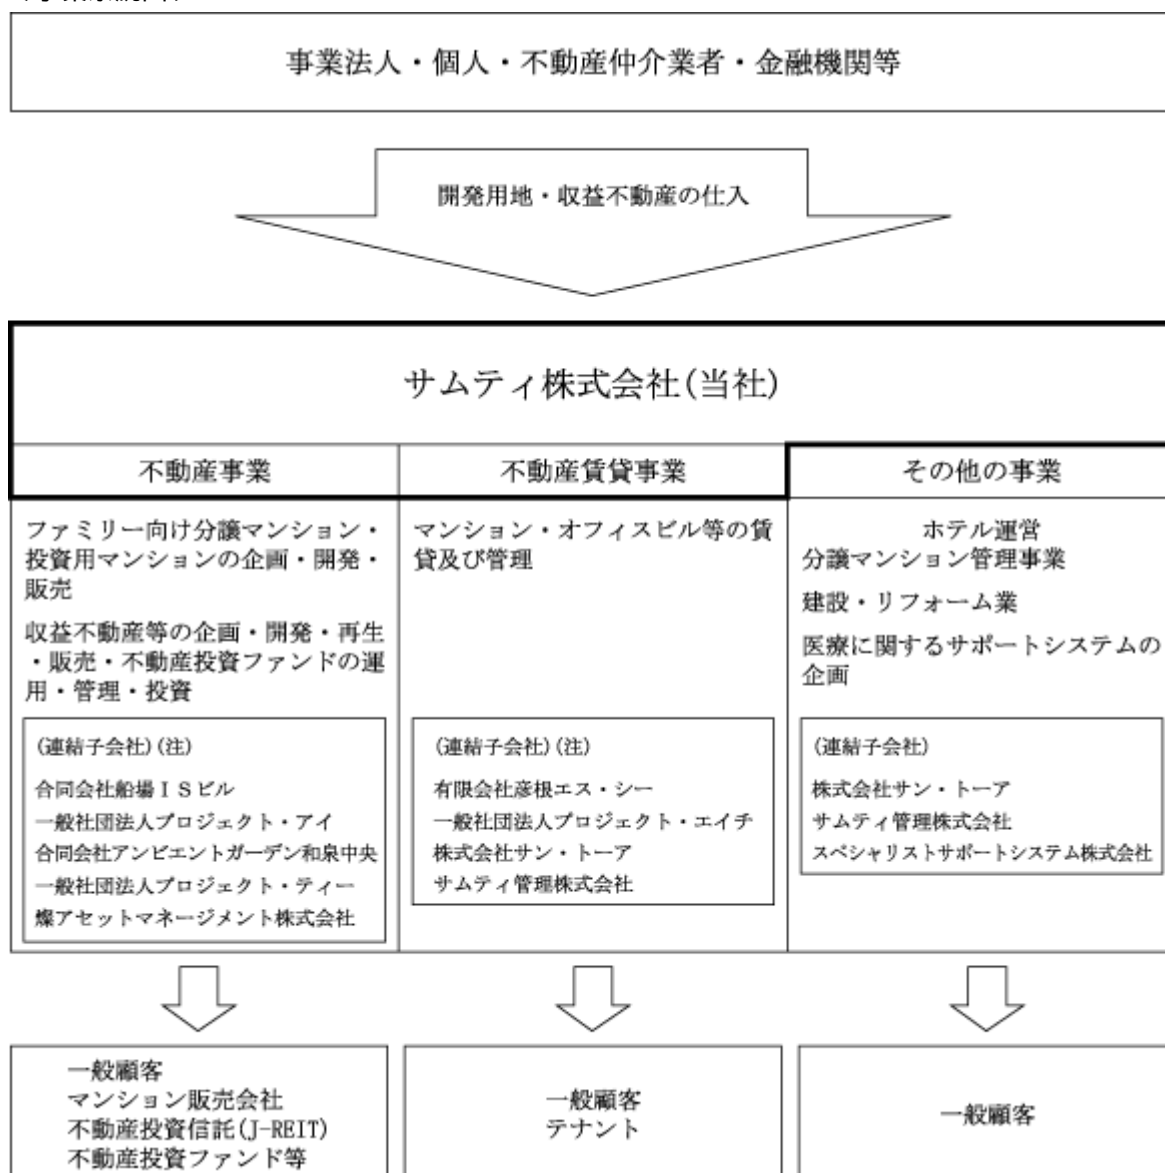 事業法人・個人・不動産仲介業者・金融機関等
開発用地・収益不動産の仕入
サムティ株式会社(当社)
不動産事業
不動産賃貸事業
その他の事業
ファミリー向け分譲マンション・
投資用マンションの企画・開発・
販売
収益不動産等の企画・開発・再生
・販売・不動産投資ファンドの運
用・管理・投資
(連結子会社)(注)
合同会社船場ISビル
一般社団法人プロジェクト・アイ
合同会社アンビエントガーデン和泉中央
一般社団法人プロジェクト・ティー
燦アセットマネージメント株式会社
マンション・オフィスビル等の賃
貸及び管理
(連結子会社)(注)
有限会社彦根エス・シー
一般社団法人プロジェクト・エイチ
株式会社サン・トーア
サムティ管理株式会社
ホテル運営
分譲マンション管理事業
建設・リフォーム業
医療に関するサポートシステムの
企画
(連結子会社)
株式会社サン・トーア
サムティ管理株式会社
スペシャリストサポートシステム株式会社
一般顧客
マンション販売会社
不動産投資信託(J-REIT)
不動産投資ファンド等
一般顧客
テナント
一般顧客